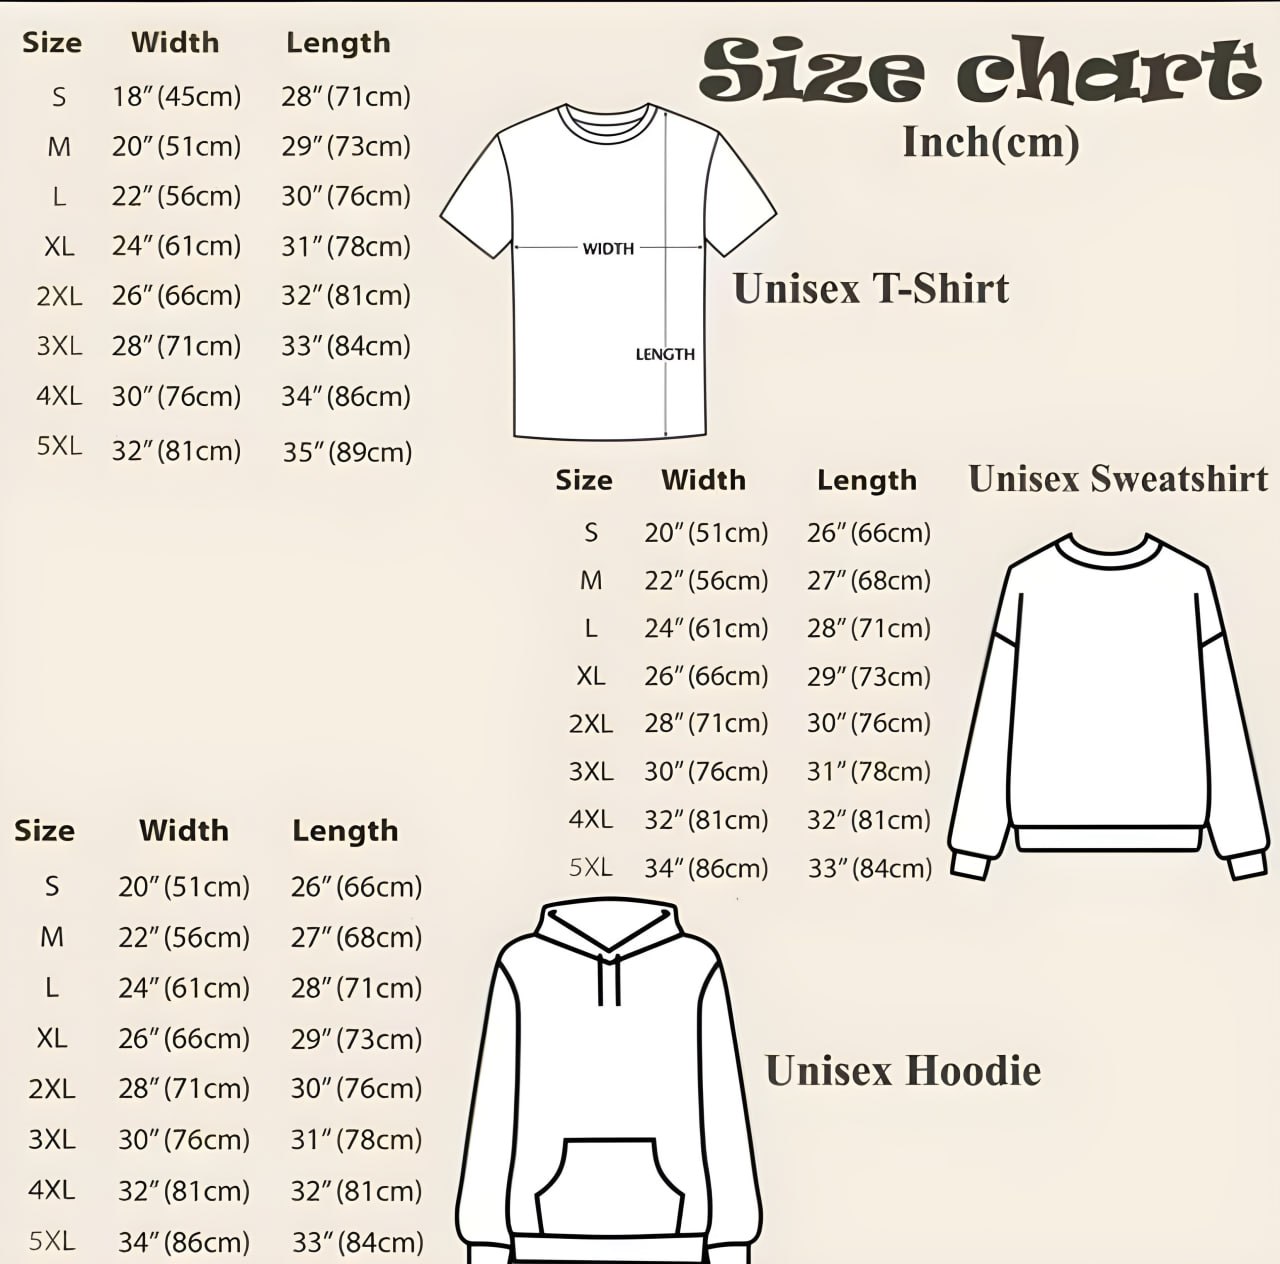 Size chart
Inch(cm)
Size Width Length
S 18″(45cm) 28″(71cm)
M 20″(51cm) 29″(73cm)
L 22″(56cm) 30″(76cm)
XL 24″(61cm) 31″(78cm)
2XL 26″(66cm) 32″(81cm)
3XL 28″(71cm) 33″(84cm)
4XL 30″(76cm) 34″(86cm)
5XL 32″(81cm) 35″(89cm)
WIDTH
LENGTH
Unisex T-Shirt
Unisex Sweatshirt
Size Width Length
S 20″(51cm) 26″(66cm)
M 22″(56cm) 27″(68cm)
L 24″(61cm) 28″(71cm)
XL 26″(66cm) 29″(73cm)
2XL 28″(71cm) 30″(76cm)
3XL 30″(76cm) 31″(78cm)
4XL 32″(81cm) 32″(81cm)
5XL 34″(86cm) 33″(84cm)
Size Width Length
S 20″(51cm) 26″(66cm)
M 22″(56cm) 27″(68cm)
L 24″(61cm) 28″(71cm)
XL 26″(66cm) 29″(73cm)
2XL 28″(71cm) 30″(76cm)
3XL 30″(76cm) 31″(78cm)
4XL 32″(81cm) 32″(81cm)
5XL 34″(86cm) 33″(84cm)
Unisex Hoodie